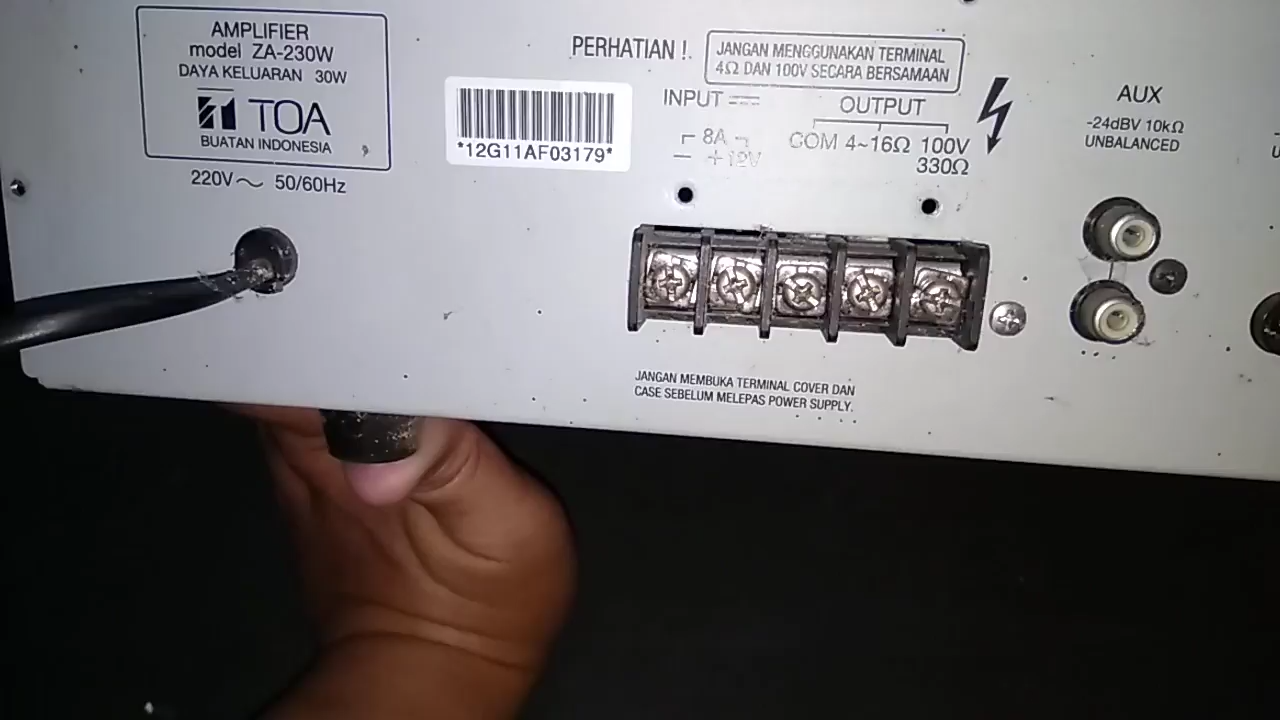 AMPLIFIER
model ZA-230W
DAYA KELUARAN 30W
TOA
BUATAN INDONESIA
220V～ 50/60Hz
*12G11AF03179*
PERHATIAN !.
JANGAN MENGGUNAKAN TERMINAL
4Ω DAN 100V SECARA BERSAMAAN
INPUT ⎓
8A
− +12V
OUTPUT
COM 4~16Ω 100V
330Ω
JANGAN MEMBUKA TERMINAL COVER DAN
CASE SEBELUM MELEPAS POWER SUPPLY.
AUX
-24dBV 10kΩ
UNBALANCED